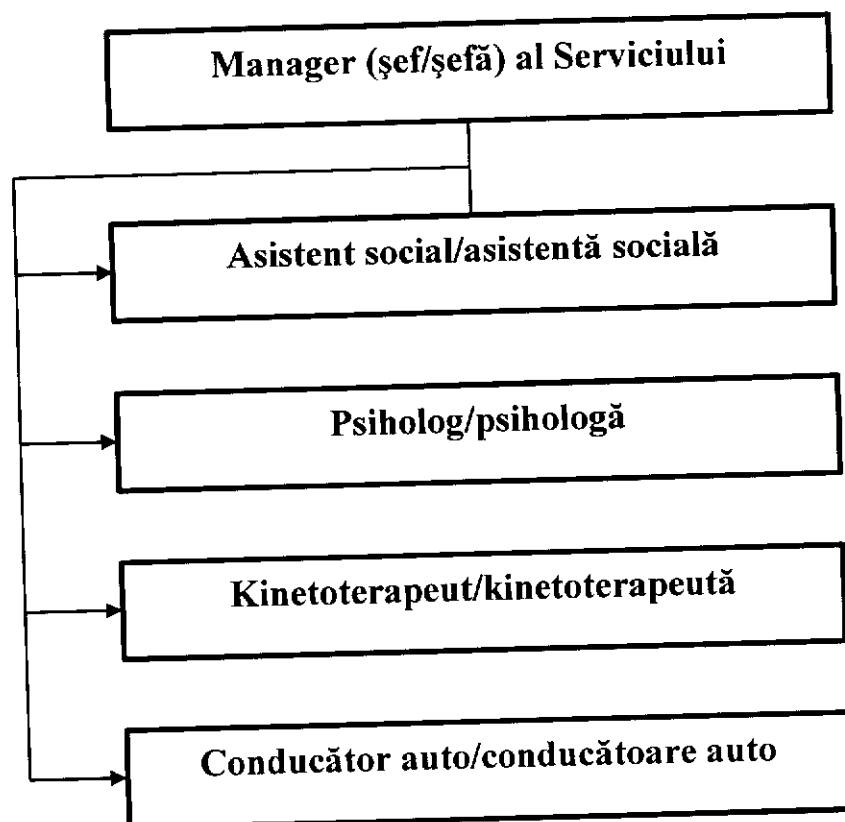 Manager (şef/şefă) al Serviciului
Asistent social/asistentă socială
Psiholog/psihologă
Kinetoterapeut/kinetoterapeută
Conducător auto/conducătoare auto